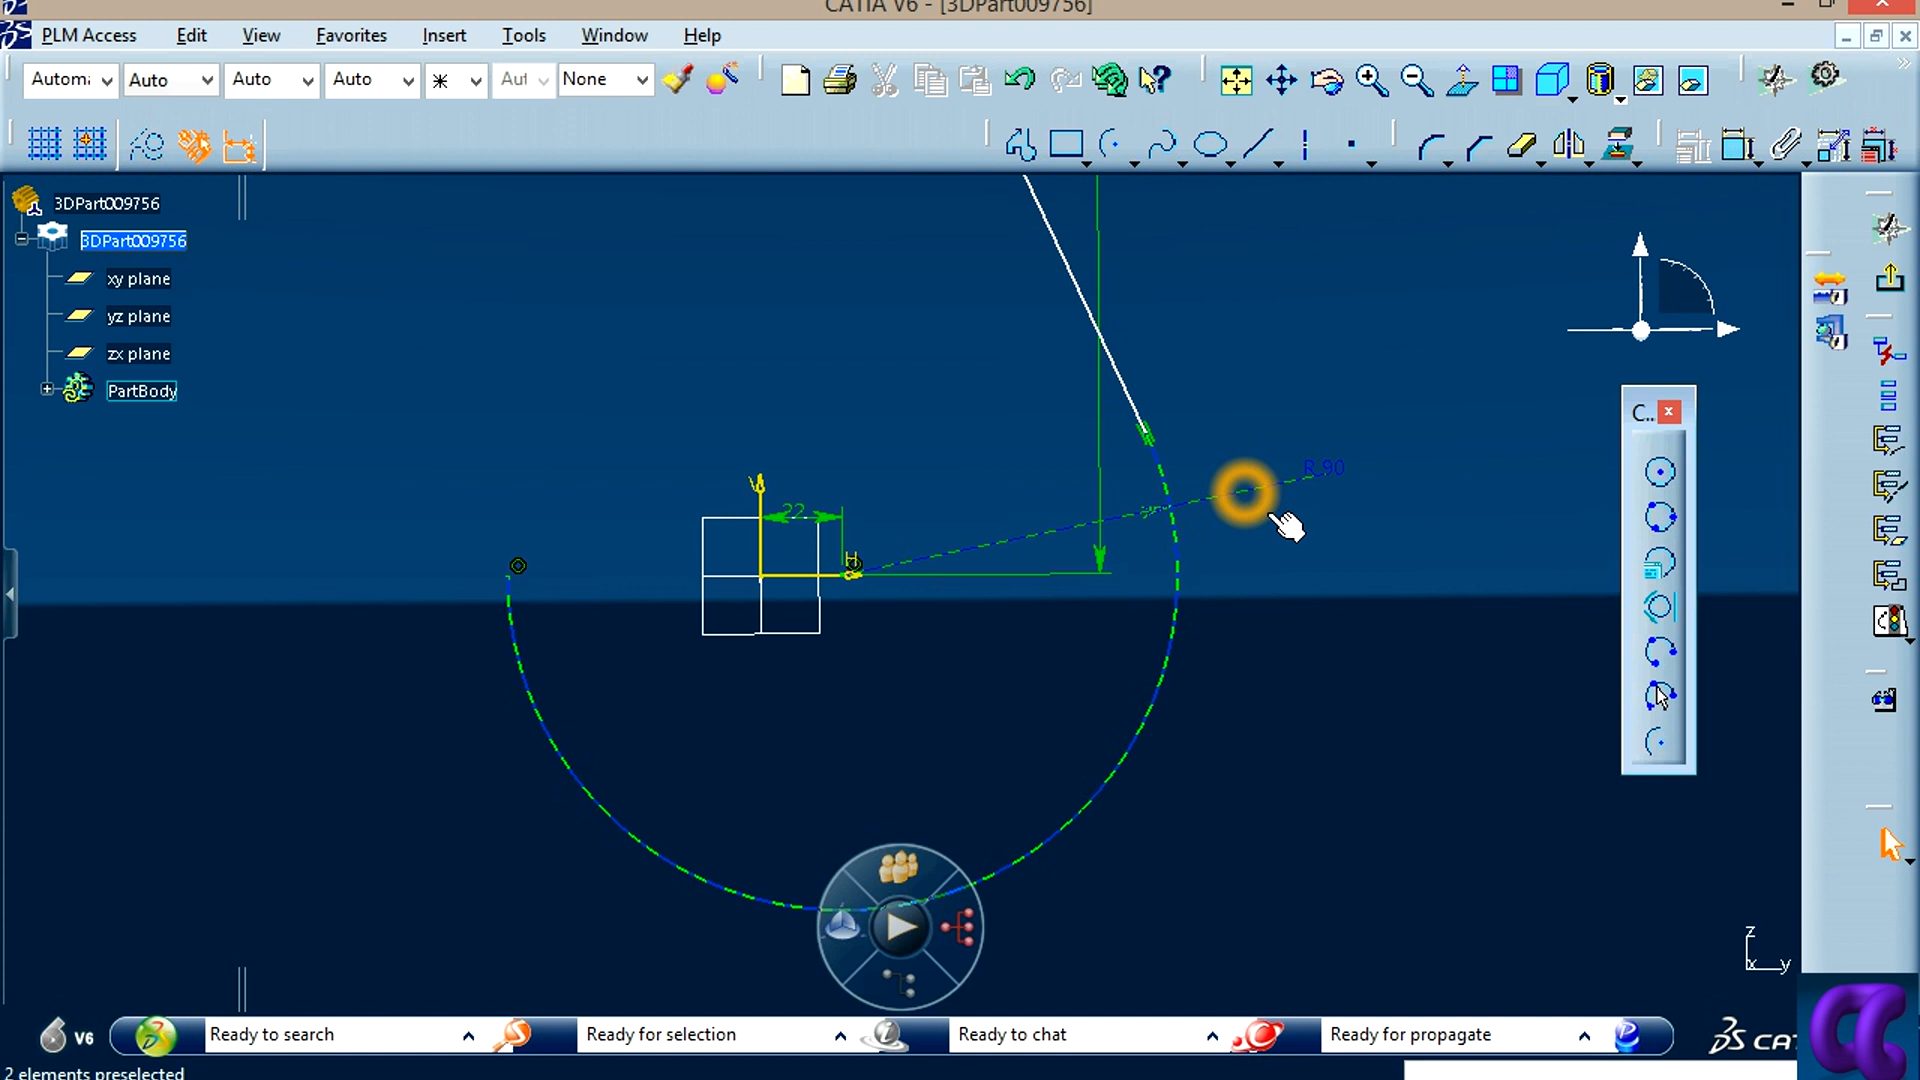 CATIA V6 - [3DPart009756]
PLM Access Edit View Favorites Insert Tools Window Help
Auto Auto Auto Aut None
3DPart009756
3DPart009756
xy plane
yz plane
zx plane
PartBody
C..
R 90
V
22
H
z
x y
V6 Ready to search Ready for selection Ready to chat Ready for propagate
2 elements preselected